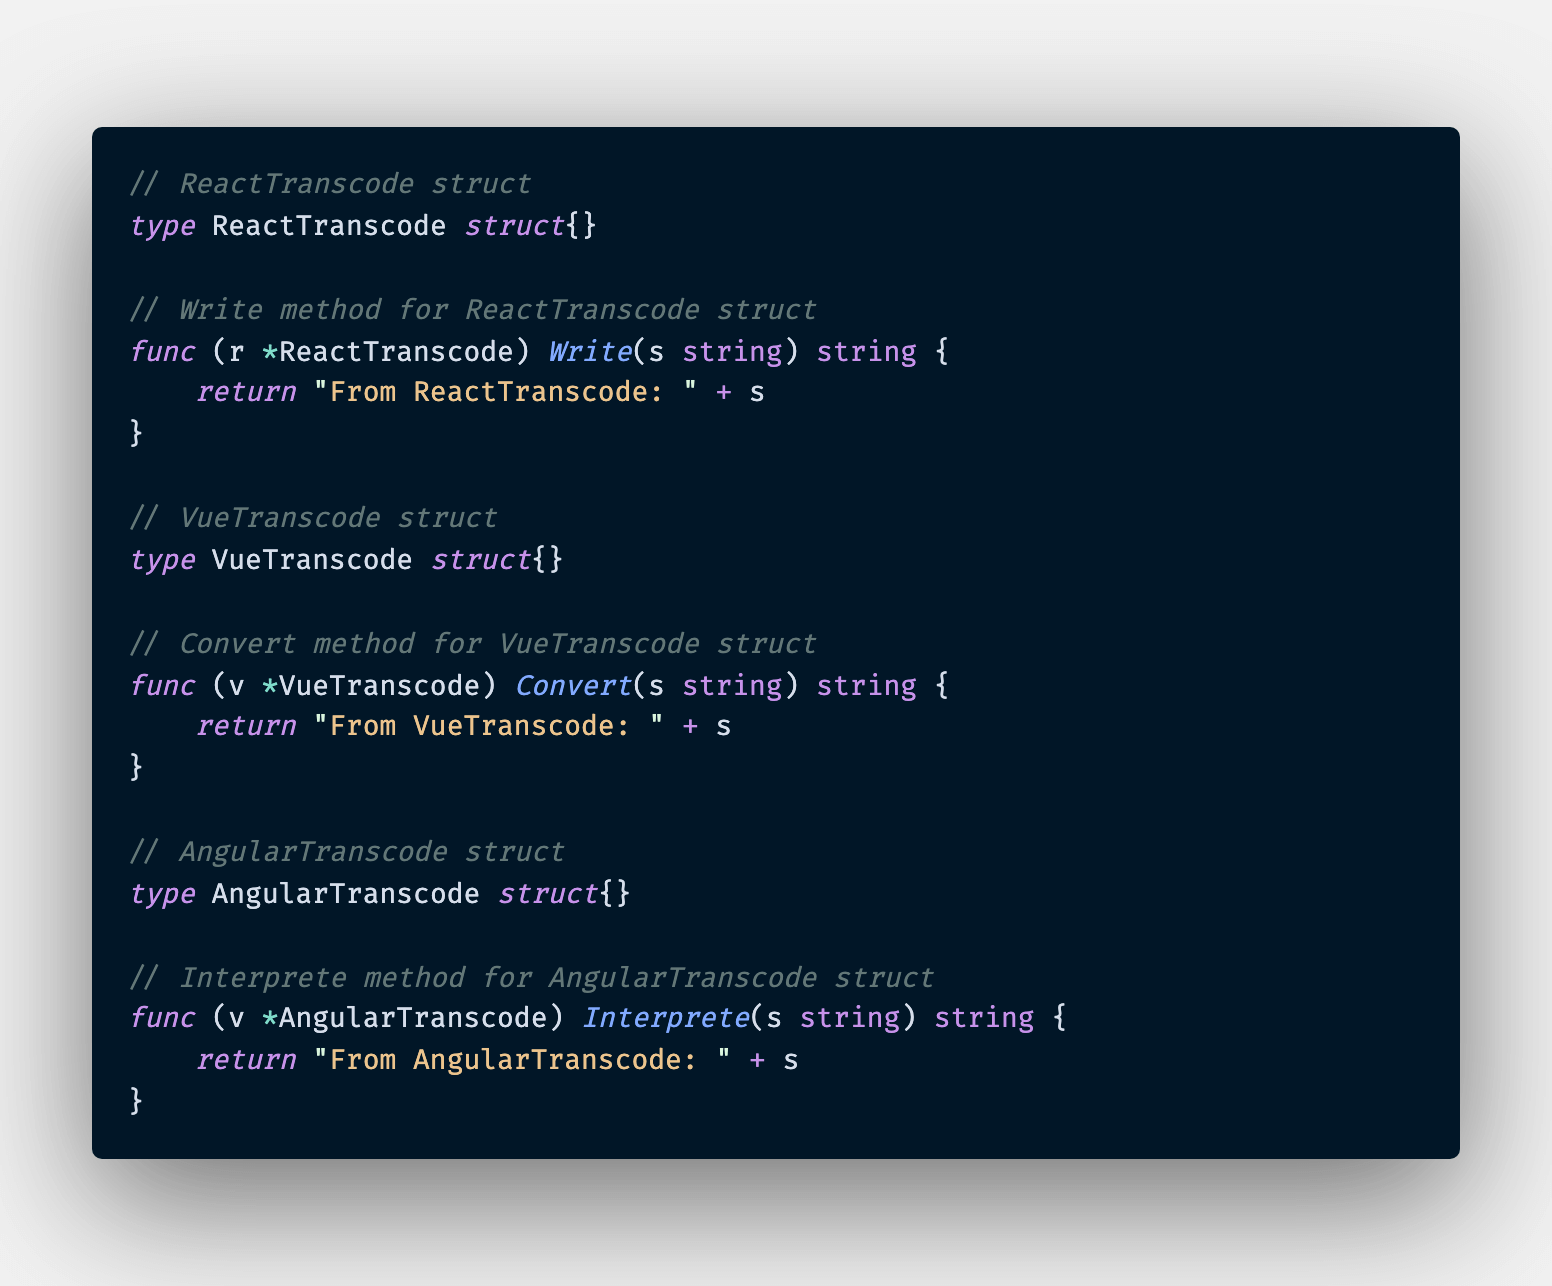 // ReactTranscode struct
type ReactTranscode struct{}
// Write method for ReactTranscode struct
func (r *ReactTranscode) Write(s string) string {
    return "From ReactTranscode: " + s
}
// VueTranscode struct
type VueTranscode struct{}
// Convert method for VueTranscode struct
func (v *VueTranscode) Convert(s string) string {
    return "From VueTranscode: " + s
}
// AngularTranscode struct
type AngularTranscode struct{}
// Interprete method for AngularTranscode struct
func (v *AngularTranscode) Interprete(s string) string {
    return "From AngularTranscode: " + s
}